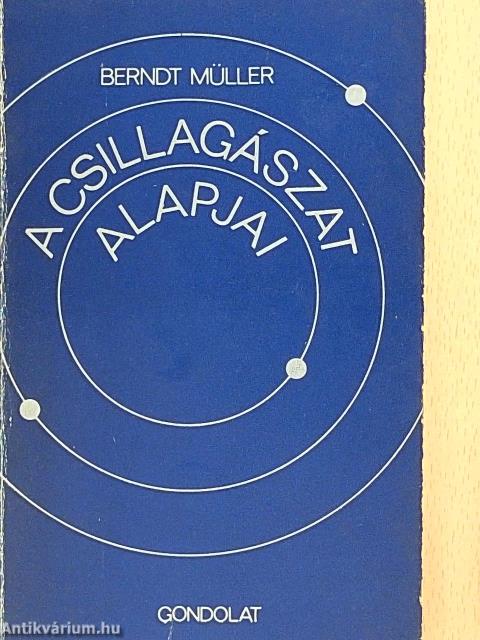 BERNDT MÜLLER
A CSILLAGÁSZAT
ALAPJAI
GONDOLAT
Antikvárium.hu